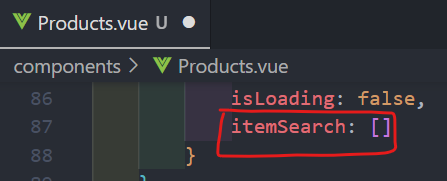 Products.vue U ●
components > Products.vue
86 isLoading: false,
87 itemSearch: []
88 }
}